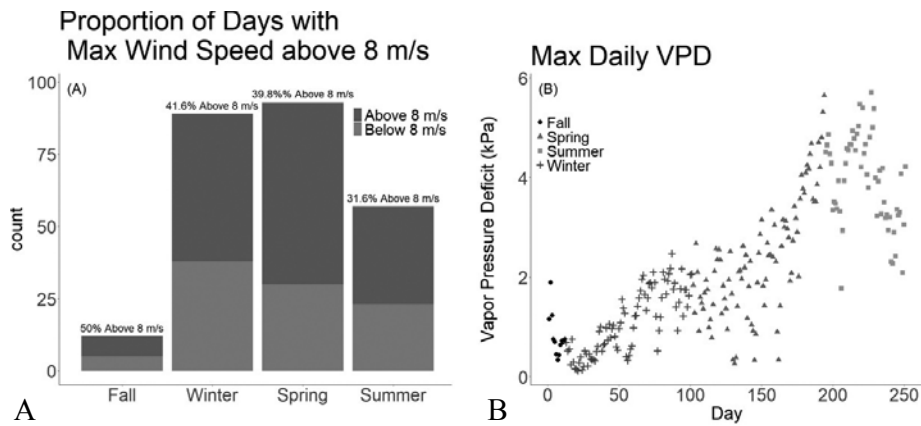 Proportion of Days with
Max Wind Speed above 8 m/s
(A)
100
75
50
25
0
count
50% Above 8 m/s
41.6% Above 8 m/s
39.8%% Above 8 m/s
31.6% Above 8 m/s
Above 8 m/s
Below 8 m/s
Fall Winter Spring Summer
A
Max Daily VPD
(B)
6
4
2
0
Vapor Pressure Deficit (kPa)
Fall
Spring
Summer
Winter
0 50 100 150 200 250
Day
B